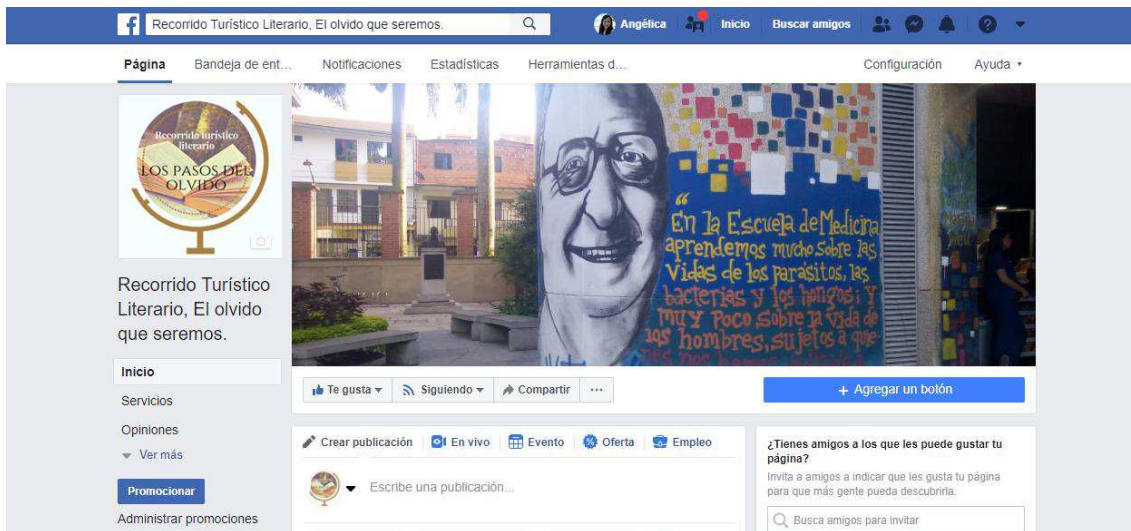 Recorrido Turístico Literario, El olvido que seremos.
Angélica
Inicio
Buscar amigos
Página
Bandeja de ent...
Notificaciones
Estadísticas
Herramientas d...
Configuración
Ayuda
Recorrido turístico
literario
LOS PASOS DEL
OLVIDO
Recorrido Turístico
Literario, El olvido
que seremos.
Inicio
Servicios
Opiniones
Ver más
Promocionar
Administrar promociones
“En la Escuela de Medicina
aprendemos mucho sobre las
vidas de los parásitos, las
bacterias y los hongos; y
muy poco sobre la vida de
los hombres, sujetos a
Te gusta
Siguiendo
Compartir
...
+ Agregar un botón
Crear publicación
En vivo
Evento
Oferta
Empleo
Escribe una publicación...
¿Tienes amigos a los que les puede gustar tu
página?
Invita a amigos a indicar que les gusta tu página
para que más gente pueda descubrirla.
Busca amigos para invitar